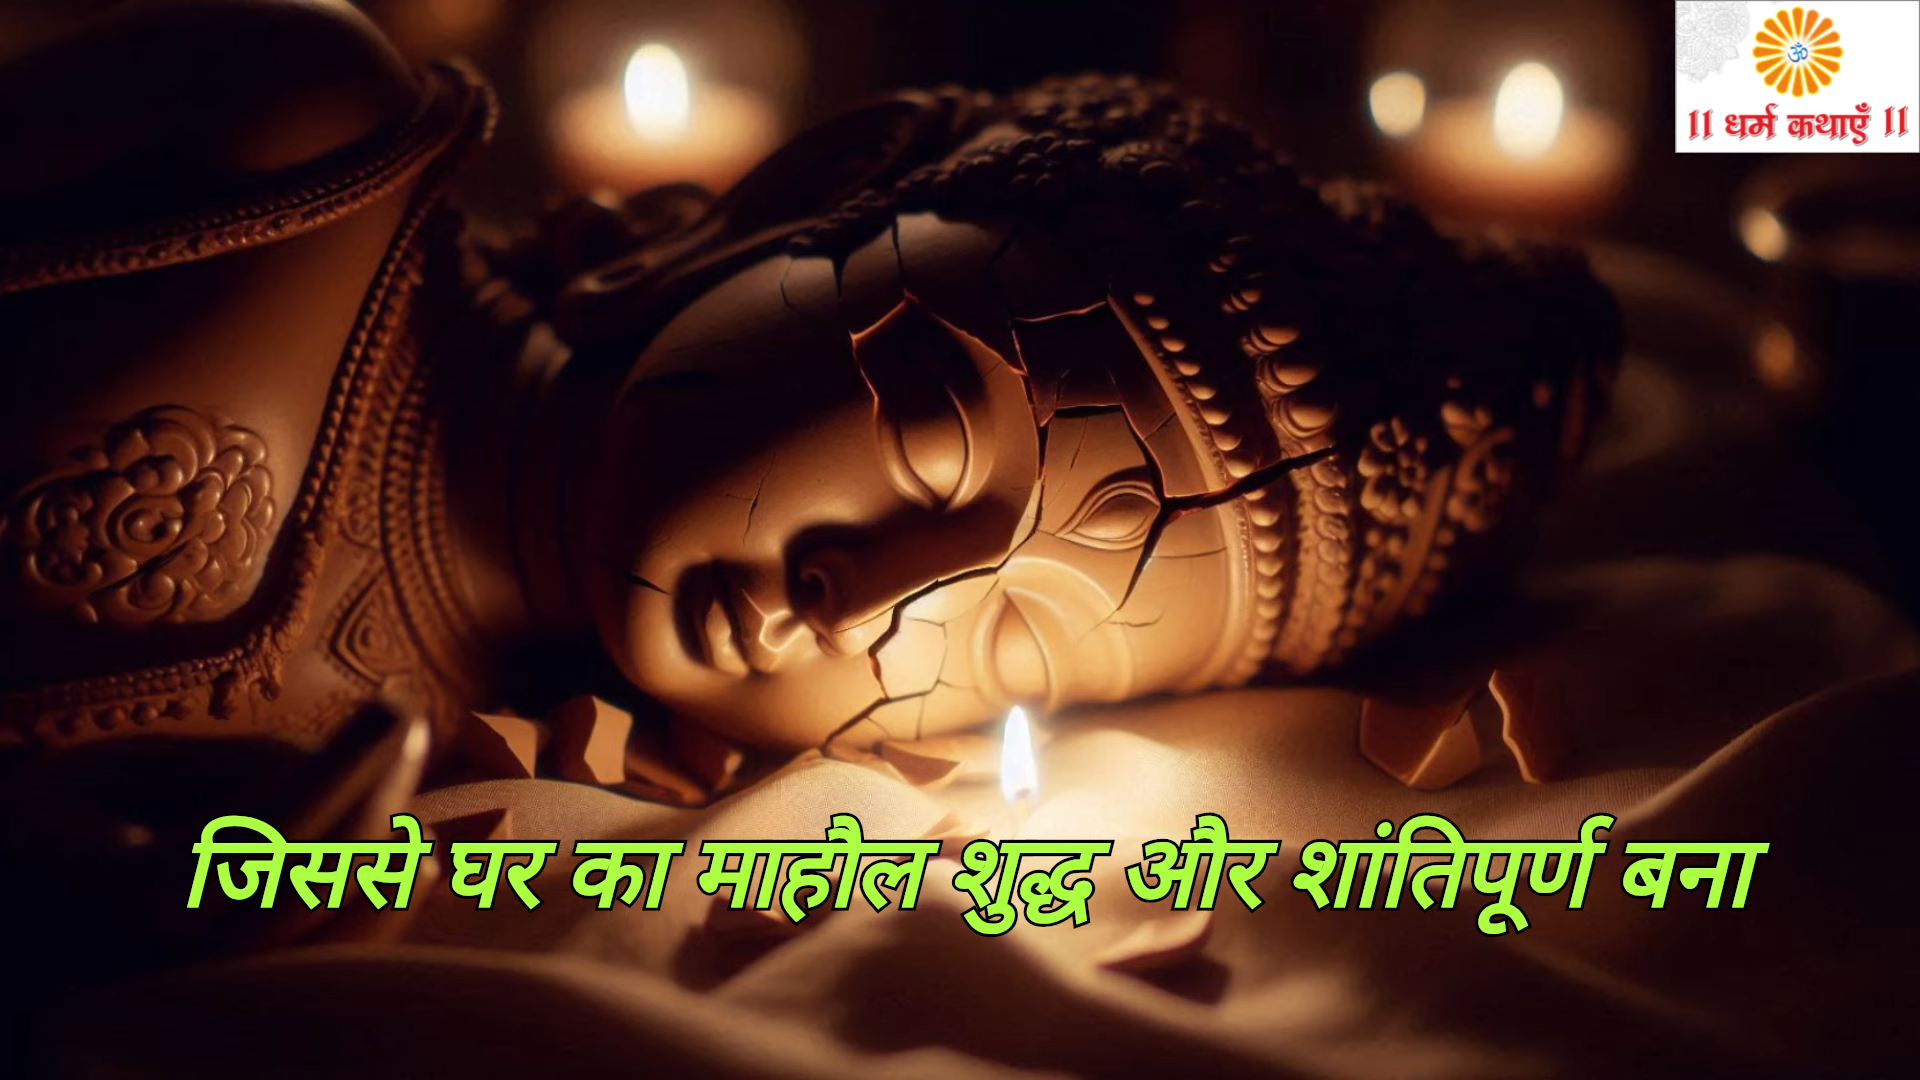 ॐ
।। धर्म कथाएँ ।।
जिससे घर का माहौल शुद्ध और शांतिपूर्ण बना